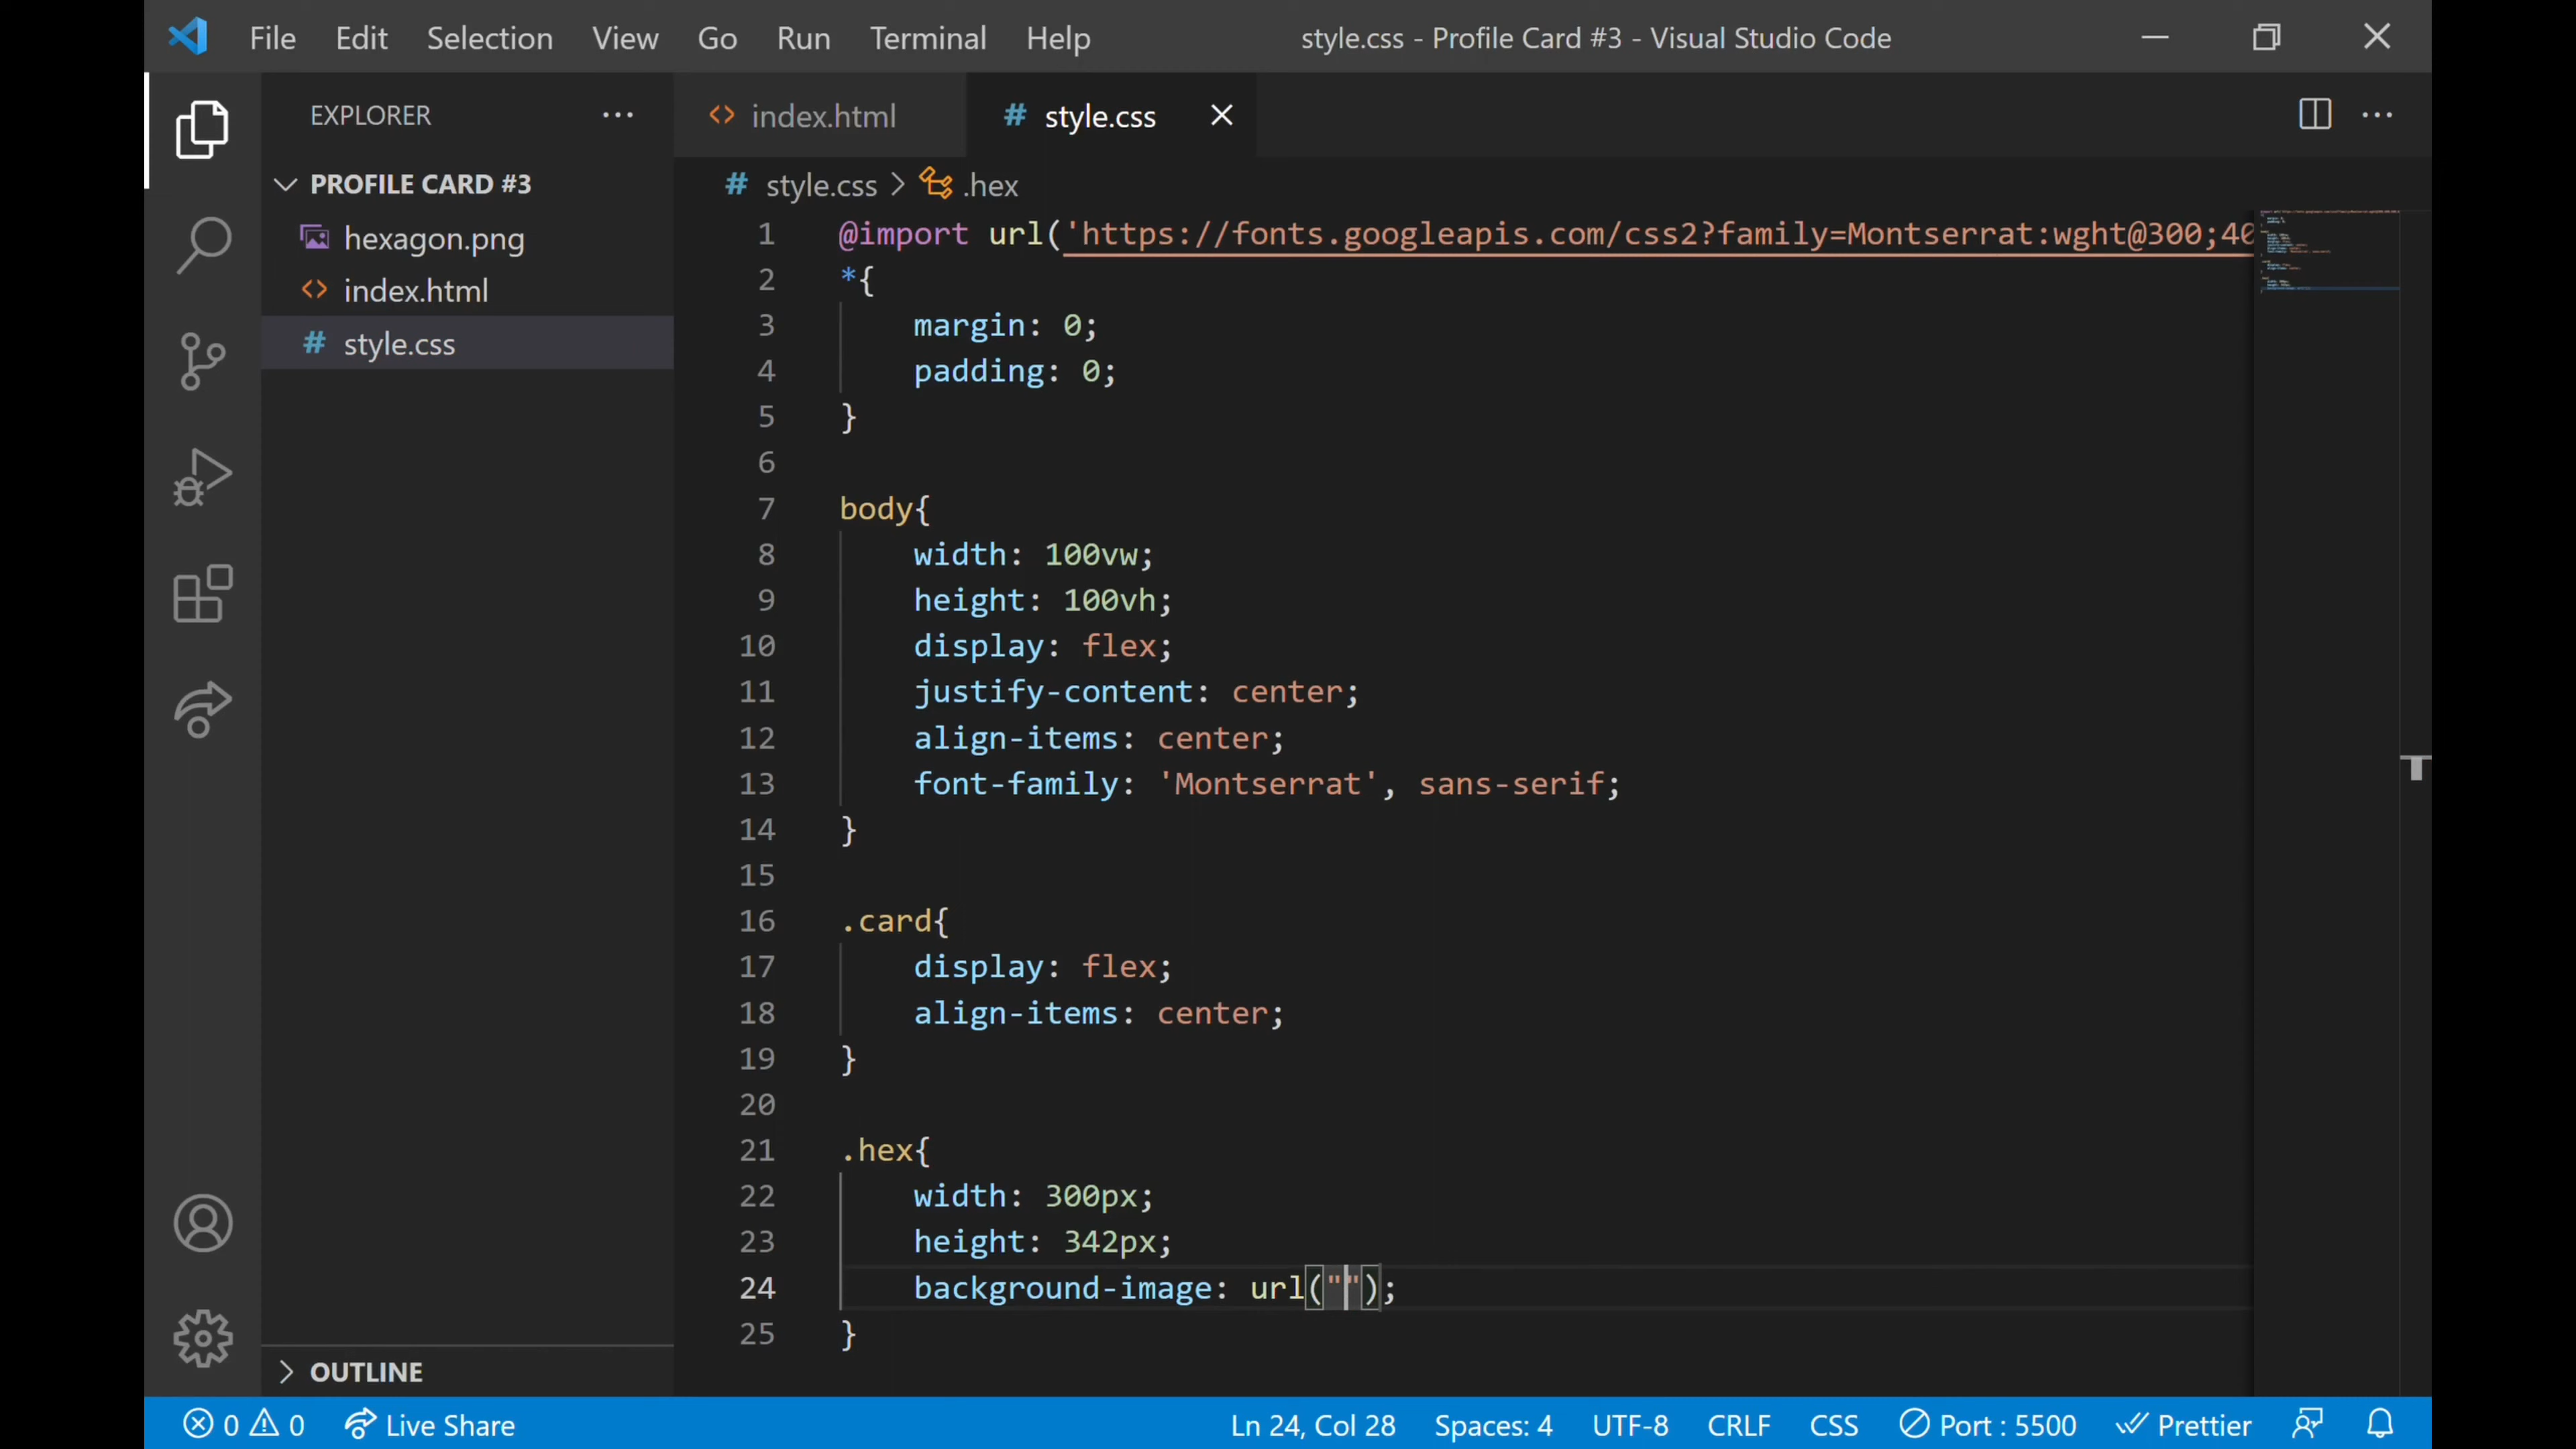 File Edit Selection View Go Run Terminal Help
style.css - Profile Card #3 - Visual Studio Code
EXPLORER
PROFILE CARD #3
hexagon.png
index.html
style.css
OUTLINE
index.html
style.css
style.css > .hex
1 @import url('https://fonts.googleapis.com/css2?family=Montserrat:wght@300;40
2 *{
3 margin: 0;
4 padding: 0;
5 }
6
7 body{
8 width: 100vw;
9 height: 100vh;
10 display: flex;
11 justify-content: center;
12 align-items: center;
13 font-family: 'Montserrat', sans-serif;
14 }
15
16 .card{
17 display: flex;
18 align-items: center;
19 }
20
21 .hex{
22 width: 300px;
23 height: 342px;
24 background-image: url("");
25 }
0 0 Live Share
Ln 24, Col 28 Spaces: 4 UTF-8 CRLF CSS Port : 5500 Prettier